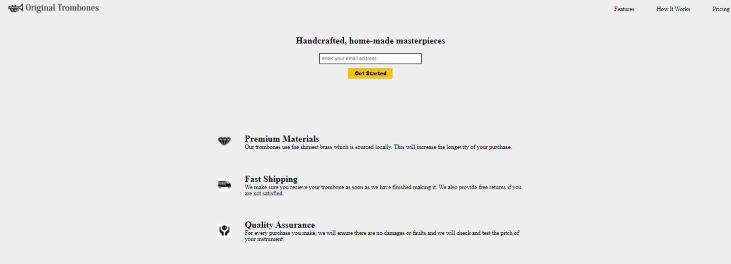 Original Trombones
Features
How It Works
Pricing
Handcrafted, home-made masterpieces
enter your email address
Get Started
Premium Materials
Our trombones use the shiniest brass which is sourced locally. This will increase the longevity of your purchase.
Fast Shipping
We make sure you recieve your trombone as soon as we have finished making it. We also provide free returns if you
are not satisfied.
Quality Assurance
For every purchase you make, we will ensure there are no damages or faults and we will check and test the pitch of
your instrument.